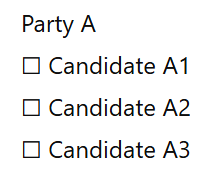 Party A
☐ Candidate A1
☐ Candidate A2
☐ Candidate A3